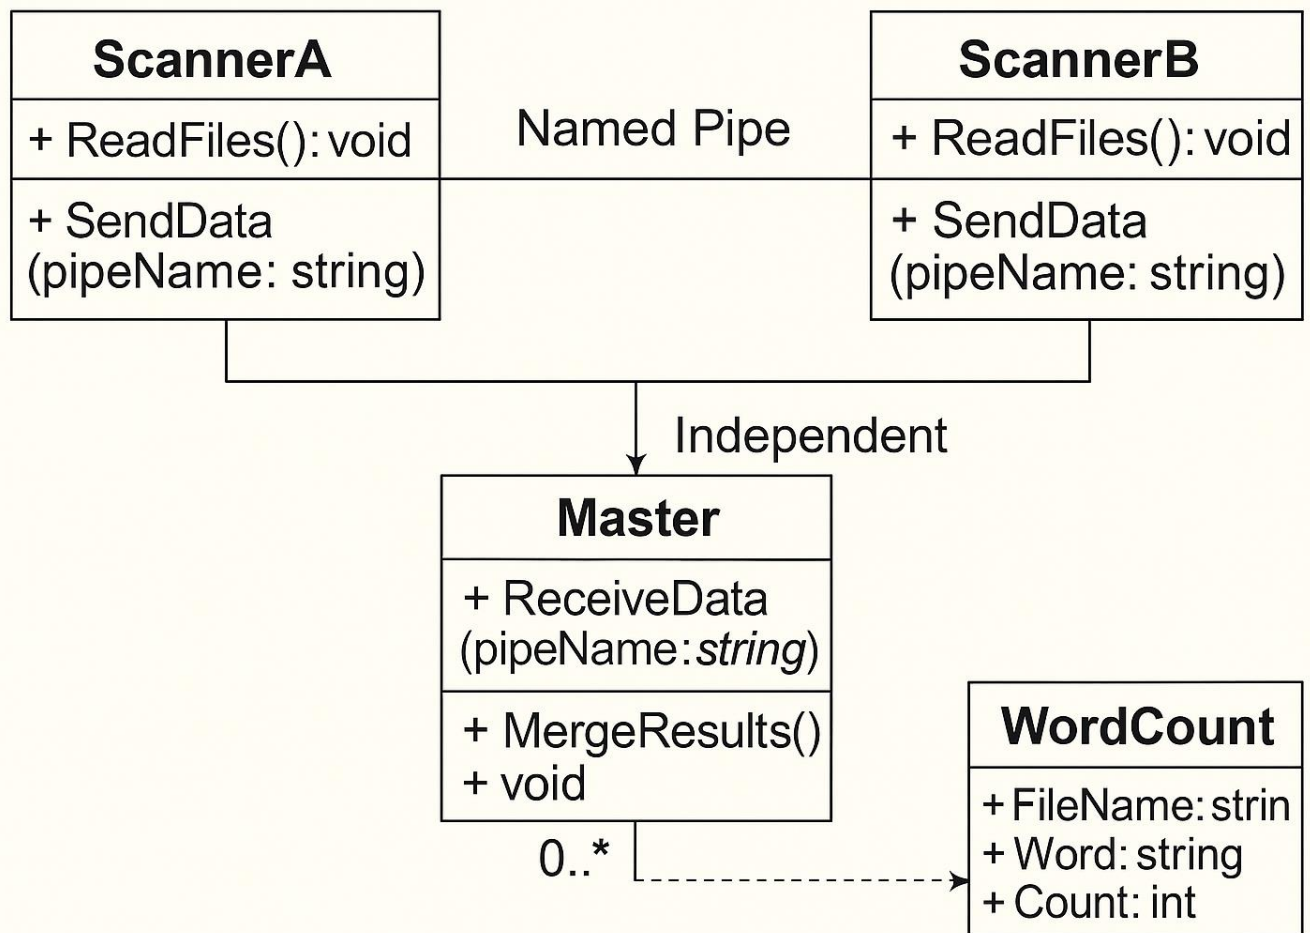 ScannerA
+ ReadFiles(): void
+ SendData
(pipeName: string)
Named Pipe
ScannerB
+ ReadFiles(): void
+ SendData
(pipeName: string)
Independent
Master
+ ReceiveData
(pipeName: string)
+ MergeResults()
+ void
0..*
WordCount
+ FileName: strin
+ Word: string
+ Count: int